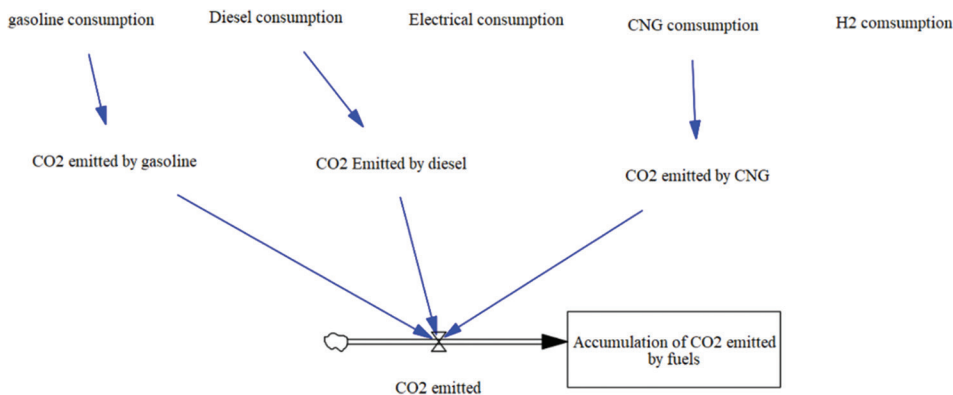 gasoline consumption
Diesel consumption
Electrical consumption
CNG comsumption
H2 comsumption
CO2 emitted by gasoline
CO2 Emitted by diesel
CO2 emitted by CNG
Accumulation of CO2 emitted
by fuels
CO2 emitted